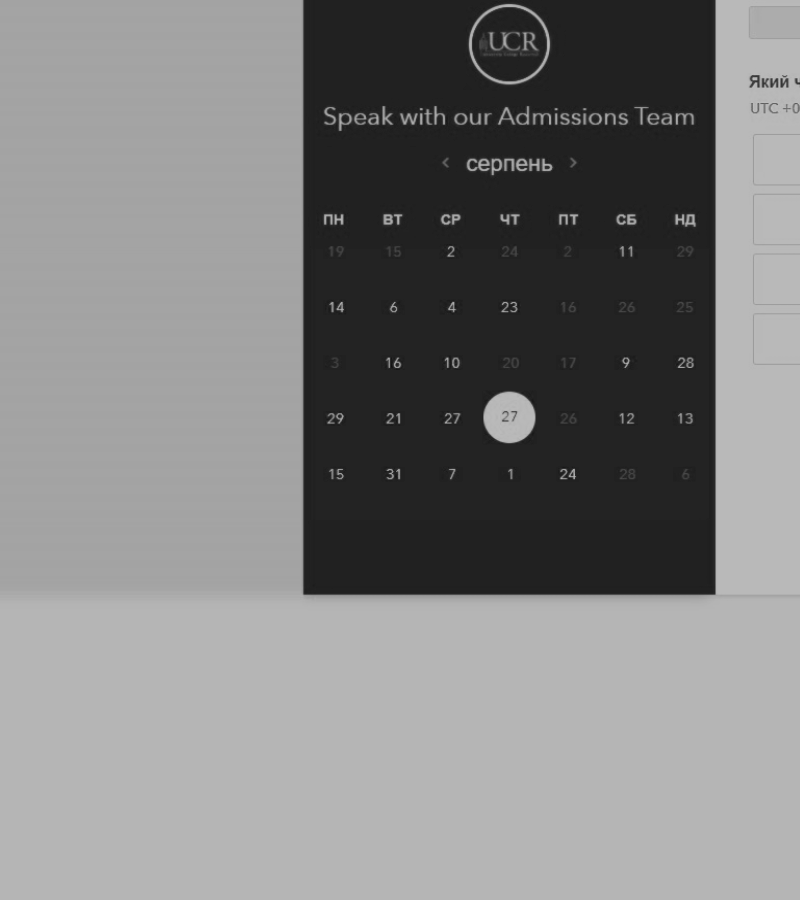 UCR
Speak with our Admissions Team
< серпень >
ПН ВТ СР ЧТ ПТ СБ НД
19 15 2 24 2 11 29
14 6 4 23 16 26 25
3 16 10 20 17 9 28
29 21 27 27 26 12 13
15 31 7 1 24 28 6
Який
UTC +0